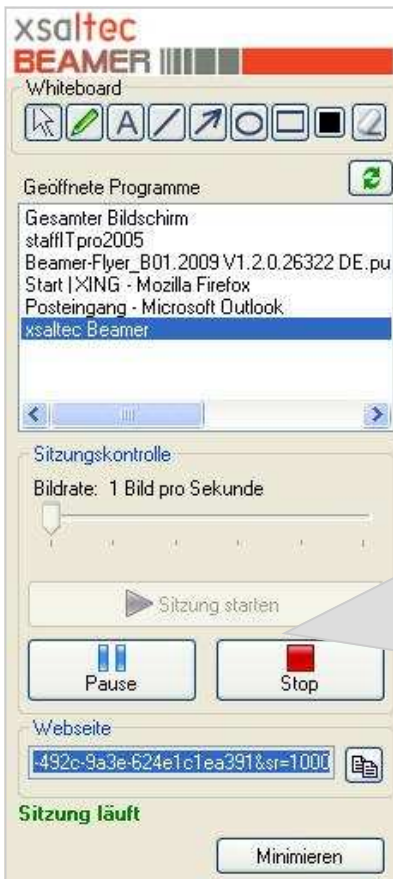 xsaltec
BEAMER
Whiteboard
A
Geöffnete Programme
Gesamter Bildschirm
staffITpro2005
Beamer-Flyer_B01.2009 V1.2.0.26322 DE.pu
Start | XING - Mozilla Firefox
Posteingang - Microsoft Outlook
xsaltec Beamer
Sitzungskontrolle
Bildrate: 1 Bild pro Sekunde
Sitzung starten
Pause Stop
Webseite
-492c-9a3e-624e1c1ea391&sr=1000
Sitzung läuft
Minimieren